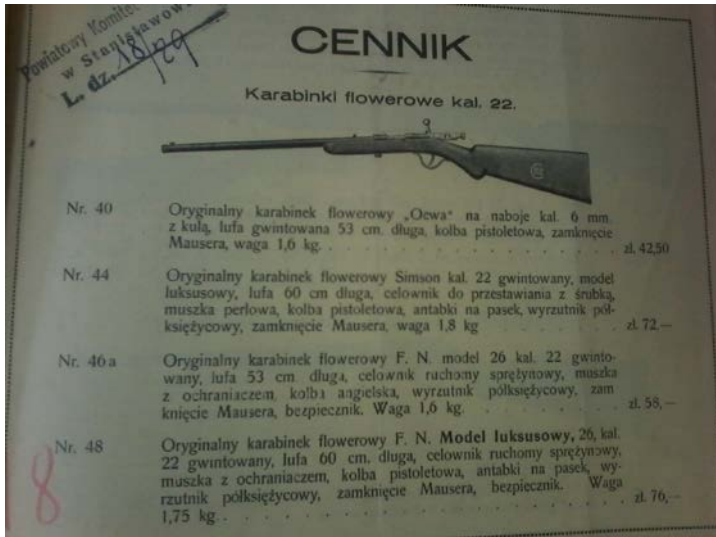 Powiatowy Komitet
w Stanisławowie
L. dz. 18/29
CENNIK
Karabinki flowerowe kal. 22.
Nr. 40
Oryginalny karabinek flowerowy „Oewa“ na naboje kal. 6 mm.
z kulą, lufa gwintowana 53 cm. długa, kolba pistoletowa, zamknięcie
Mausera, waga 1,6 kg. . . . . . . . . . . zł. 42,50
Nr. 44
Oryginalny karabinek flowerowy Simson kal. 22 gwintowany, model
luksusowy, lufa 60 cm długa, celownik do przestawiania z śrubką,
muszka perłowa, kolba pistoletowa, antabki na pasek, wyrzutnik pół-
księżycowy, zamknięcie Mausera, waga 1,8 kg . . . . . zł. 72,—
Nr. 46a
Oryginalny karabinek flowerowy F. N. model 26 kal. 22 gwinto-
wany, lufa 53 cm. długa, celownik ruchomy sprężynowy, muszka
z ochraniaczem, kolba angielska, wyrzutnik półksiężycowy, zam
knięcie Mausera, bezpiecznik. Waga 1,6 kg. . . . . . zł. 58,—
Nr. 48
Oryginalny karabinek flowerowy F. N. Model luksusowy, 26, kal.
22 gwintowany, lufa 60 cm. długa, celownik ruchomy sprężynowy,
muszka z ochraniaczem, kolba pistoletowa, antabki na pasek, wy-
rzutnik półksiężycowy, zamknięcie Mausera, bezpiecznik. Waga
1,75 kg. . . . . . . . . . . . . zł. 76,—
8